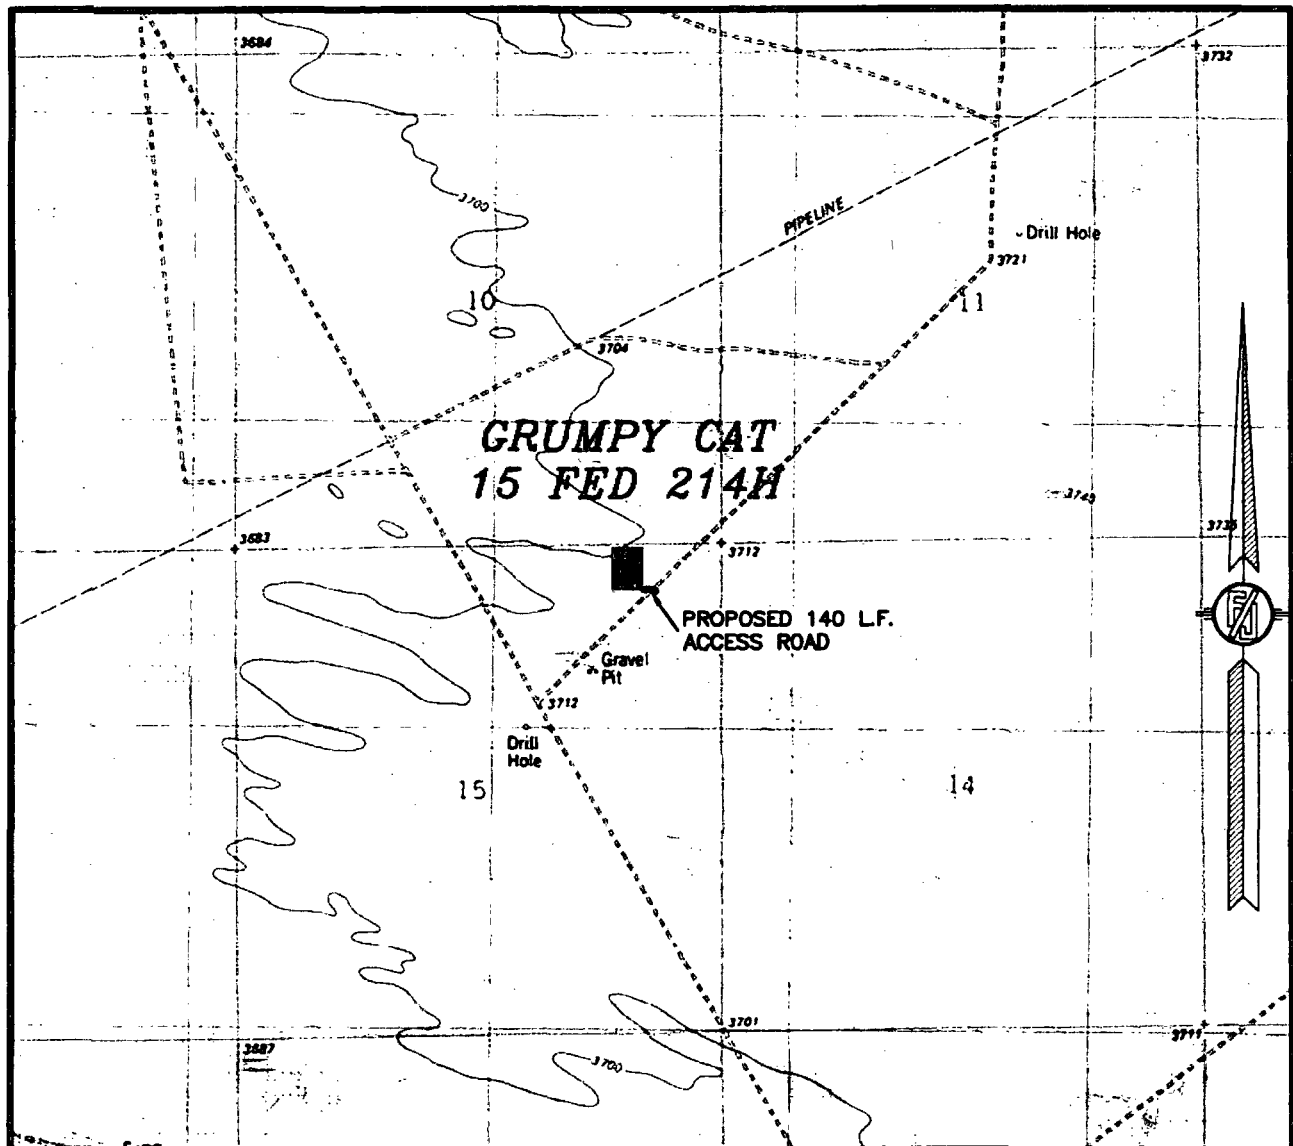 3684
3732
3700
PIPELINE
Drill Hole
3721
10
11
3704
GRUMPY CAT
15 FED 214H
3683
3712
PROPOSED 140 L.F.
ACCESS ROAD
Gravel
Pit
3712
Drill
Hole
15
14
3701
3687
3700